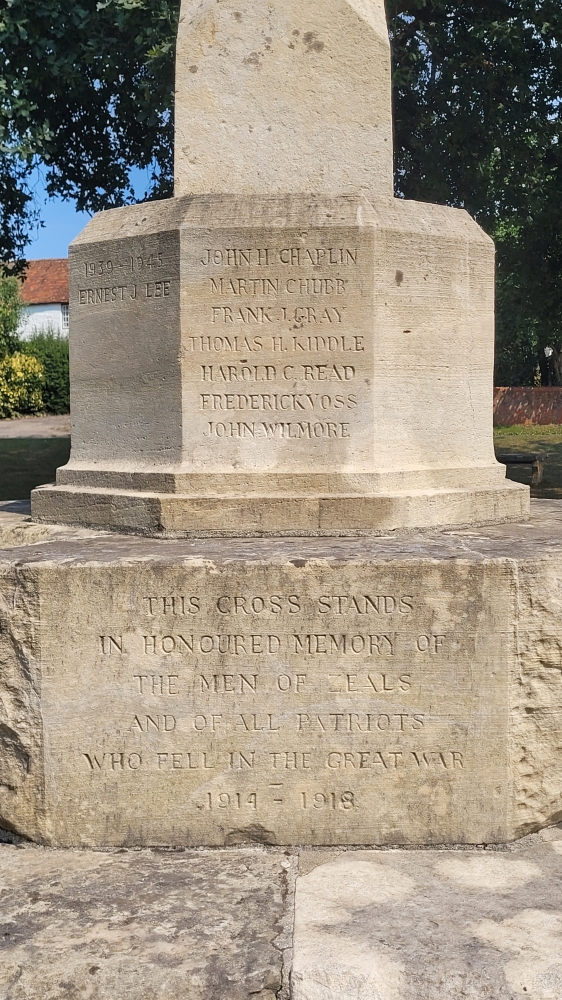 1939 - 1945
ERNEST J LEE
JOHN H. CHAPLIN
MARTIN CHUBB
FRANK J. GRAY
THOMAS H. KIDDLE
HAROLD C. READ
FREDERICK VOSS
JOHN WILMORE
THIS CROSS STANDS
IN HONOURED MEMORY OF
THE MEN OF ZEALS
AND OF ALL PATRIOTS
WHO FELL IN THE GREAT WAR
1914 - 1918